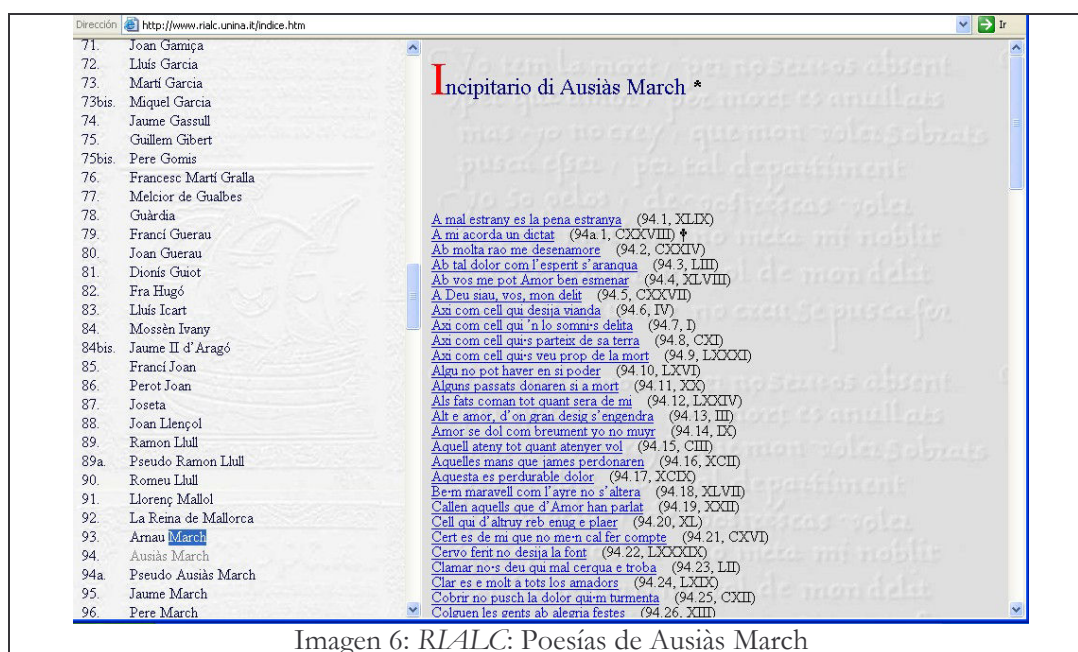 Dirección http://www.rialc.unina.it/indice.htm Ir
71. Joan Gamiça
72. Lluís Garcia
73. Martí Garcia
73bis. Miquel Garcia
74. Jaume Gassull
75. Guillem Gibert
75bis. Pere Gomis
76. Francesc Martí Gralla
77. Melcior de Gualbes
78. Guàrdia
79. Francí Guerau
80. Joan Guerau
81. Dionís Guiot
82. Fra Hugó
83. Lluís Icart
84. Mossèn Ivany
84bis. Jaume II d'Aragó
85. Francí Joan
86. Perot Joan
87. Joseta
88. Joan Llençol
89. Ramon Llull
89a. Pseudo Ramon Llull
90. Romeu Llull
91. Llorenç Mallol
92. La Reina de Mallorca
93. Arnau March
94. Ausiàs March
94a. Pseudo Ausiàs March
95. Jaume March
96. Pere March
Incipitario di Ausiàs March *
A mal estrany es la pena estranya (94.1, XLIX)
A mi acorda un dictat (94a.1, CXXVIII) ✝
Ab molta rao me desenamore (94.2, CXXIV)
Ab tal dolor com l'esperit s'aranqua (94.3, LIII)
Ab vos me pot Amor ben esmenar (94.4, XLVIII)
A Deu siau, vos, mon delit (94.5, CXXVII)
Axi com cell qui desija vianda (94.6, IV)
Axi com cell qui 'n lo somni·s delita (94.7, I)
Axi com cell qui·s parteix de sa terra (94.8, CXI)
Axi com cell qui·s veu prop de la mort (94.9, LXXXI)
Algu no pot haver en si poder (94.10, LXVI)
Alguns passats donaren si a mort (94.11, XX)
Als fats coman tot quant sera de mi (94.12, LXXIV)
Alt e amor, d'on gran desig s'engendra (94.13, III)
Amor se dol com breument yo no muyr (94.14, IX)
Aquell ateny tot quant atenyer vol (94.15, CIII)
Aquelles mans que james perdonaren (94.16, XCII)
Aquesta es perdurable dolor (94.17, XCIX)
Be·m maravell com l'ayre no s'altera (94.18, XLVII)
Callen aquells que d'Amor han parlat (94.19, XXII)
Cell qui d'altruy reb enug e plaer (94.20, XL)
Cert es de mi que no me·n cal fer compte (94.21, CXVI)
Cervo ferit no desija la font (94.22, LXXXIX)
Clamar no·s deu qui mal cerqua e troba (94.23, LII)
Clar es e molt a tots los amadors (94.24, LXIX)
Cobrir no pusch la dolor qui·m turmenta (94.25, CXII)
Colguen les gents ab alegria festes (94.26, XIII)
Imagen 6: RIALC: Poesías de Ausiàs March